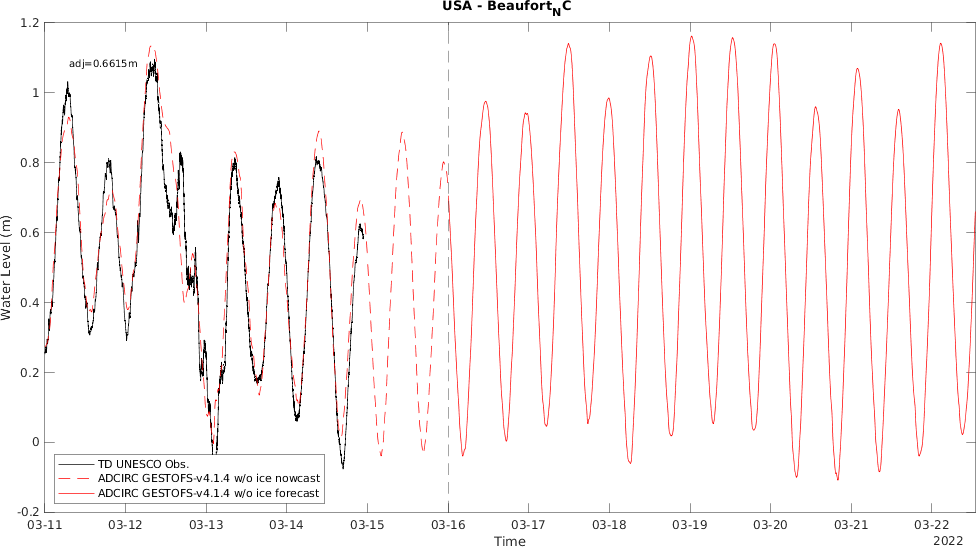 USA - Beaufort_NC
1.2
adj=0.6615m
1
0.8
0.6
0.4
0.2
0
-0.2
Water Level (m)
TD UNESCO Obs.
ADCIRC GESTOFS-v4.1.4 w/o ice nowcast
ADCIRC GESTOFS-v4.1.4 w/o ice forecast
03-11 03-12 03-13 03-14 03-15 03-16 03-17 03-18 03-19 03-20 03-21 03-22
Time
2022